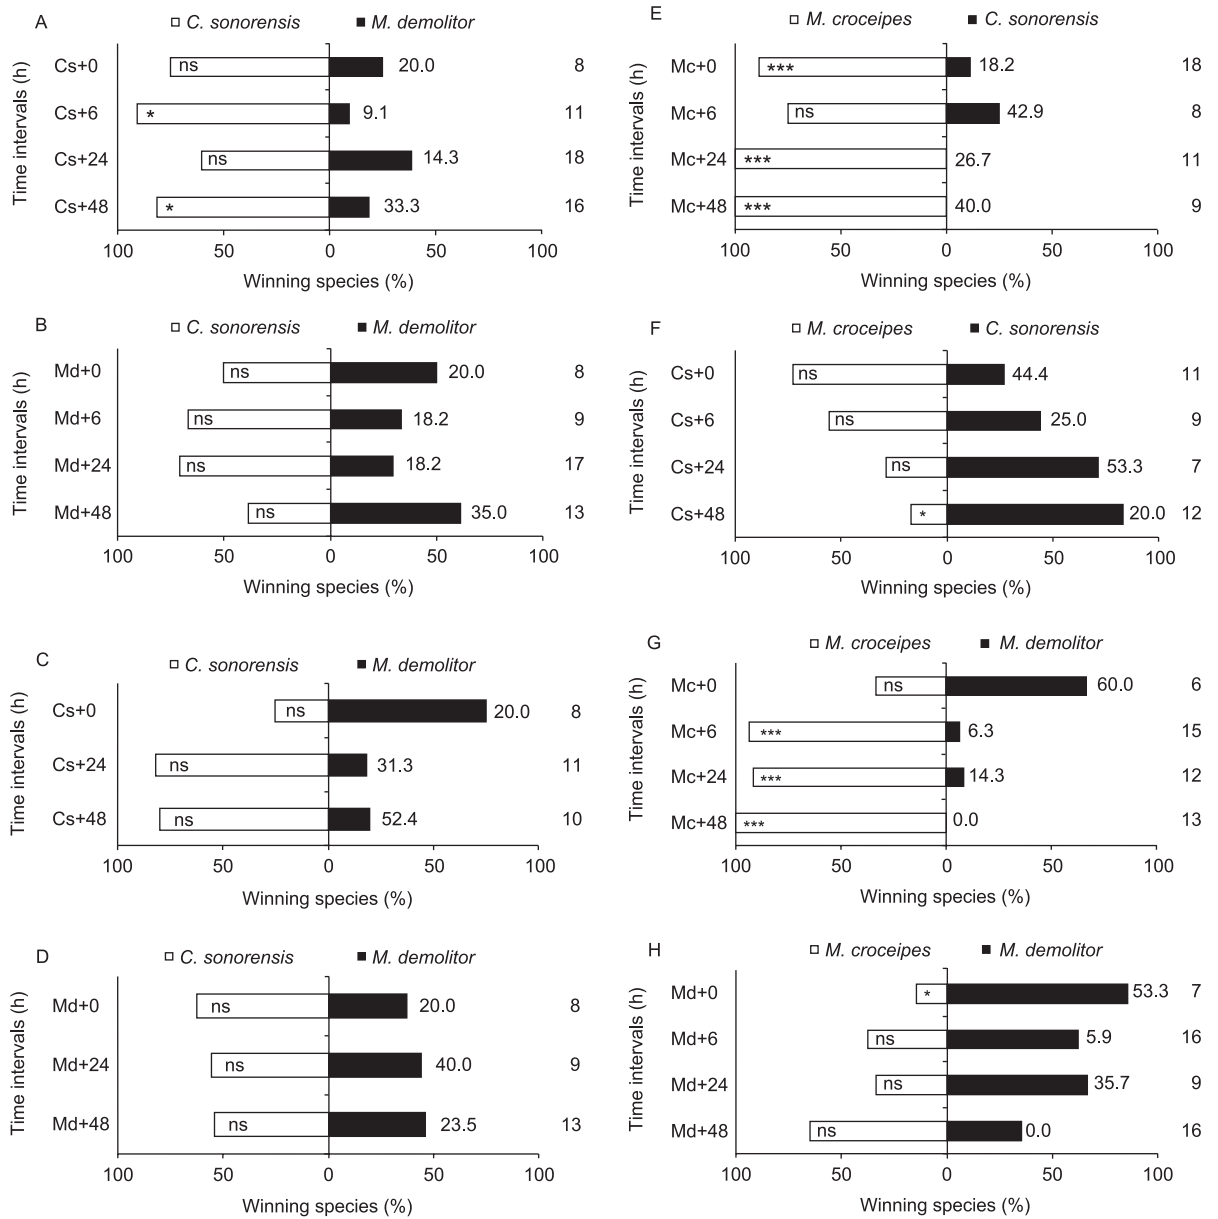 A
C. sonorensis M. demolitor
Time intervals (h)
Cs+0 ns 20.0 8
Cs+6 * 9.1 11
Cs+24 ns 14.3 18
Cs+48 * 33.3 16
100 50 0 50 100
Winning species (%)
B
C. sonorensis M. demolitor
Time intervals (h)
Md+0 ns 20.0 8
Md+6 ns 18.2 9
Md+24 ns 18.2 17
Md+48 ns 35.0 13
100 50 0 50 100
Winning species (%)
C
C. sonorensis M. demolitor
Time intervals (h)
Cs+0 ns 20.0 8
Cs+24 ns 31.3 11
Cs+48 ns 52.4 10
100 50 0 50 100
Winning species (%)
D
C. sonorensis M. demolitor
Time intervals (h)
Md+0 ns 20.0 8
Md+24 ns 40.0 9
Md+48 ns 23.5 13
100 50 0 50 100
Winning species (%)
E
M. croceipes C. sonorensis
Time intervals (h)
Mc+0 *** 18.2 18
Mc+6 ns 42.9 8
Mc+24 *** 26.7 11
Mc+48 *** 40.0 9
100 50 0 50 100
Winning species (%)
F
M. croceipes C. sonorensis
Time intervals (h)
Cs+0 ns 44.4 11
Cs+6 ns 25.0 9
Cs+24 ns 53.3 7
Cs+48 * 20.0 12
100 50 0 50 100
Winning species (%)
G
M. croceipes M. demolitor
Time intervals (h)
Mc+0 ns 60.0 6
Mc+6 *** 6.3 15
Mc+24 *** 14.3 12
Mc+48 *** 0.0 13
100 50 0 50 100
Winning species (%)
H
M. croceipes M. demolitor
Time intervals (h)
Md+0 * 53.3 7
Md+6 ns 5.9 16
Md+24 ns 35.7 9
Md+48 ns 0.0 16
100 50 0 50 100
Winning species (%)